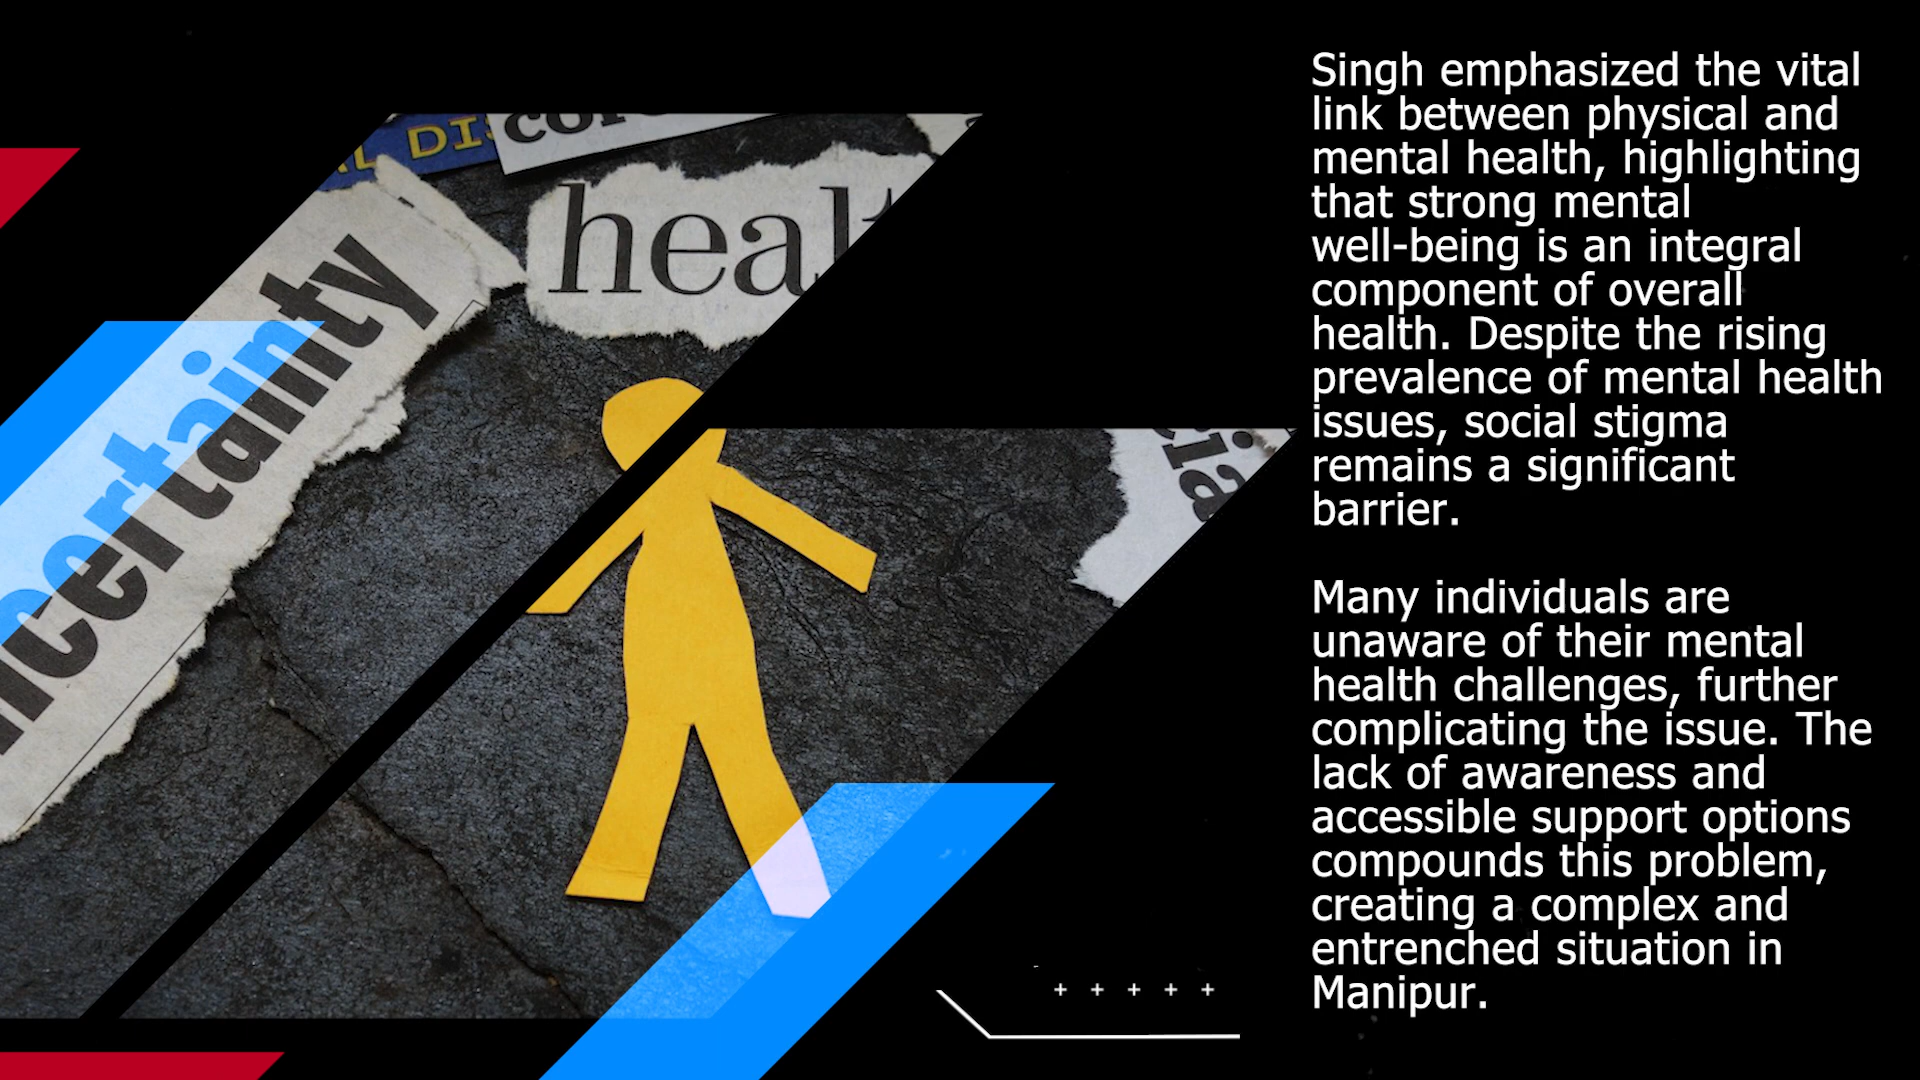 Singh emphasized the vital
link between physical and
mental health, highlighting
that strong mental
well-being is an integral
component of overall
health. Despite the rising
prevalence of mental health
issues, social stigma
remains a significant
barrier.
Many individuals are
unaware of their mental
health challenges, further
complicating the issue. The
lack of awareness and
accessible support options
compounds this problem,
creating a complex and
entrenched situation in
Manipur.